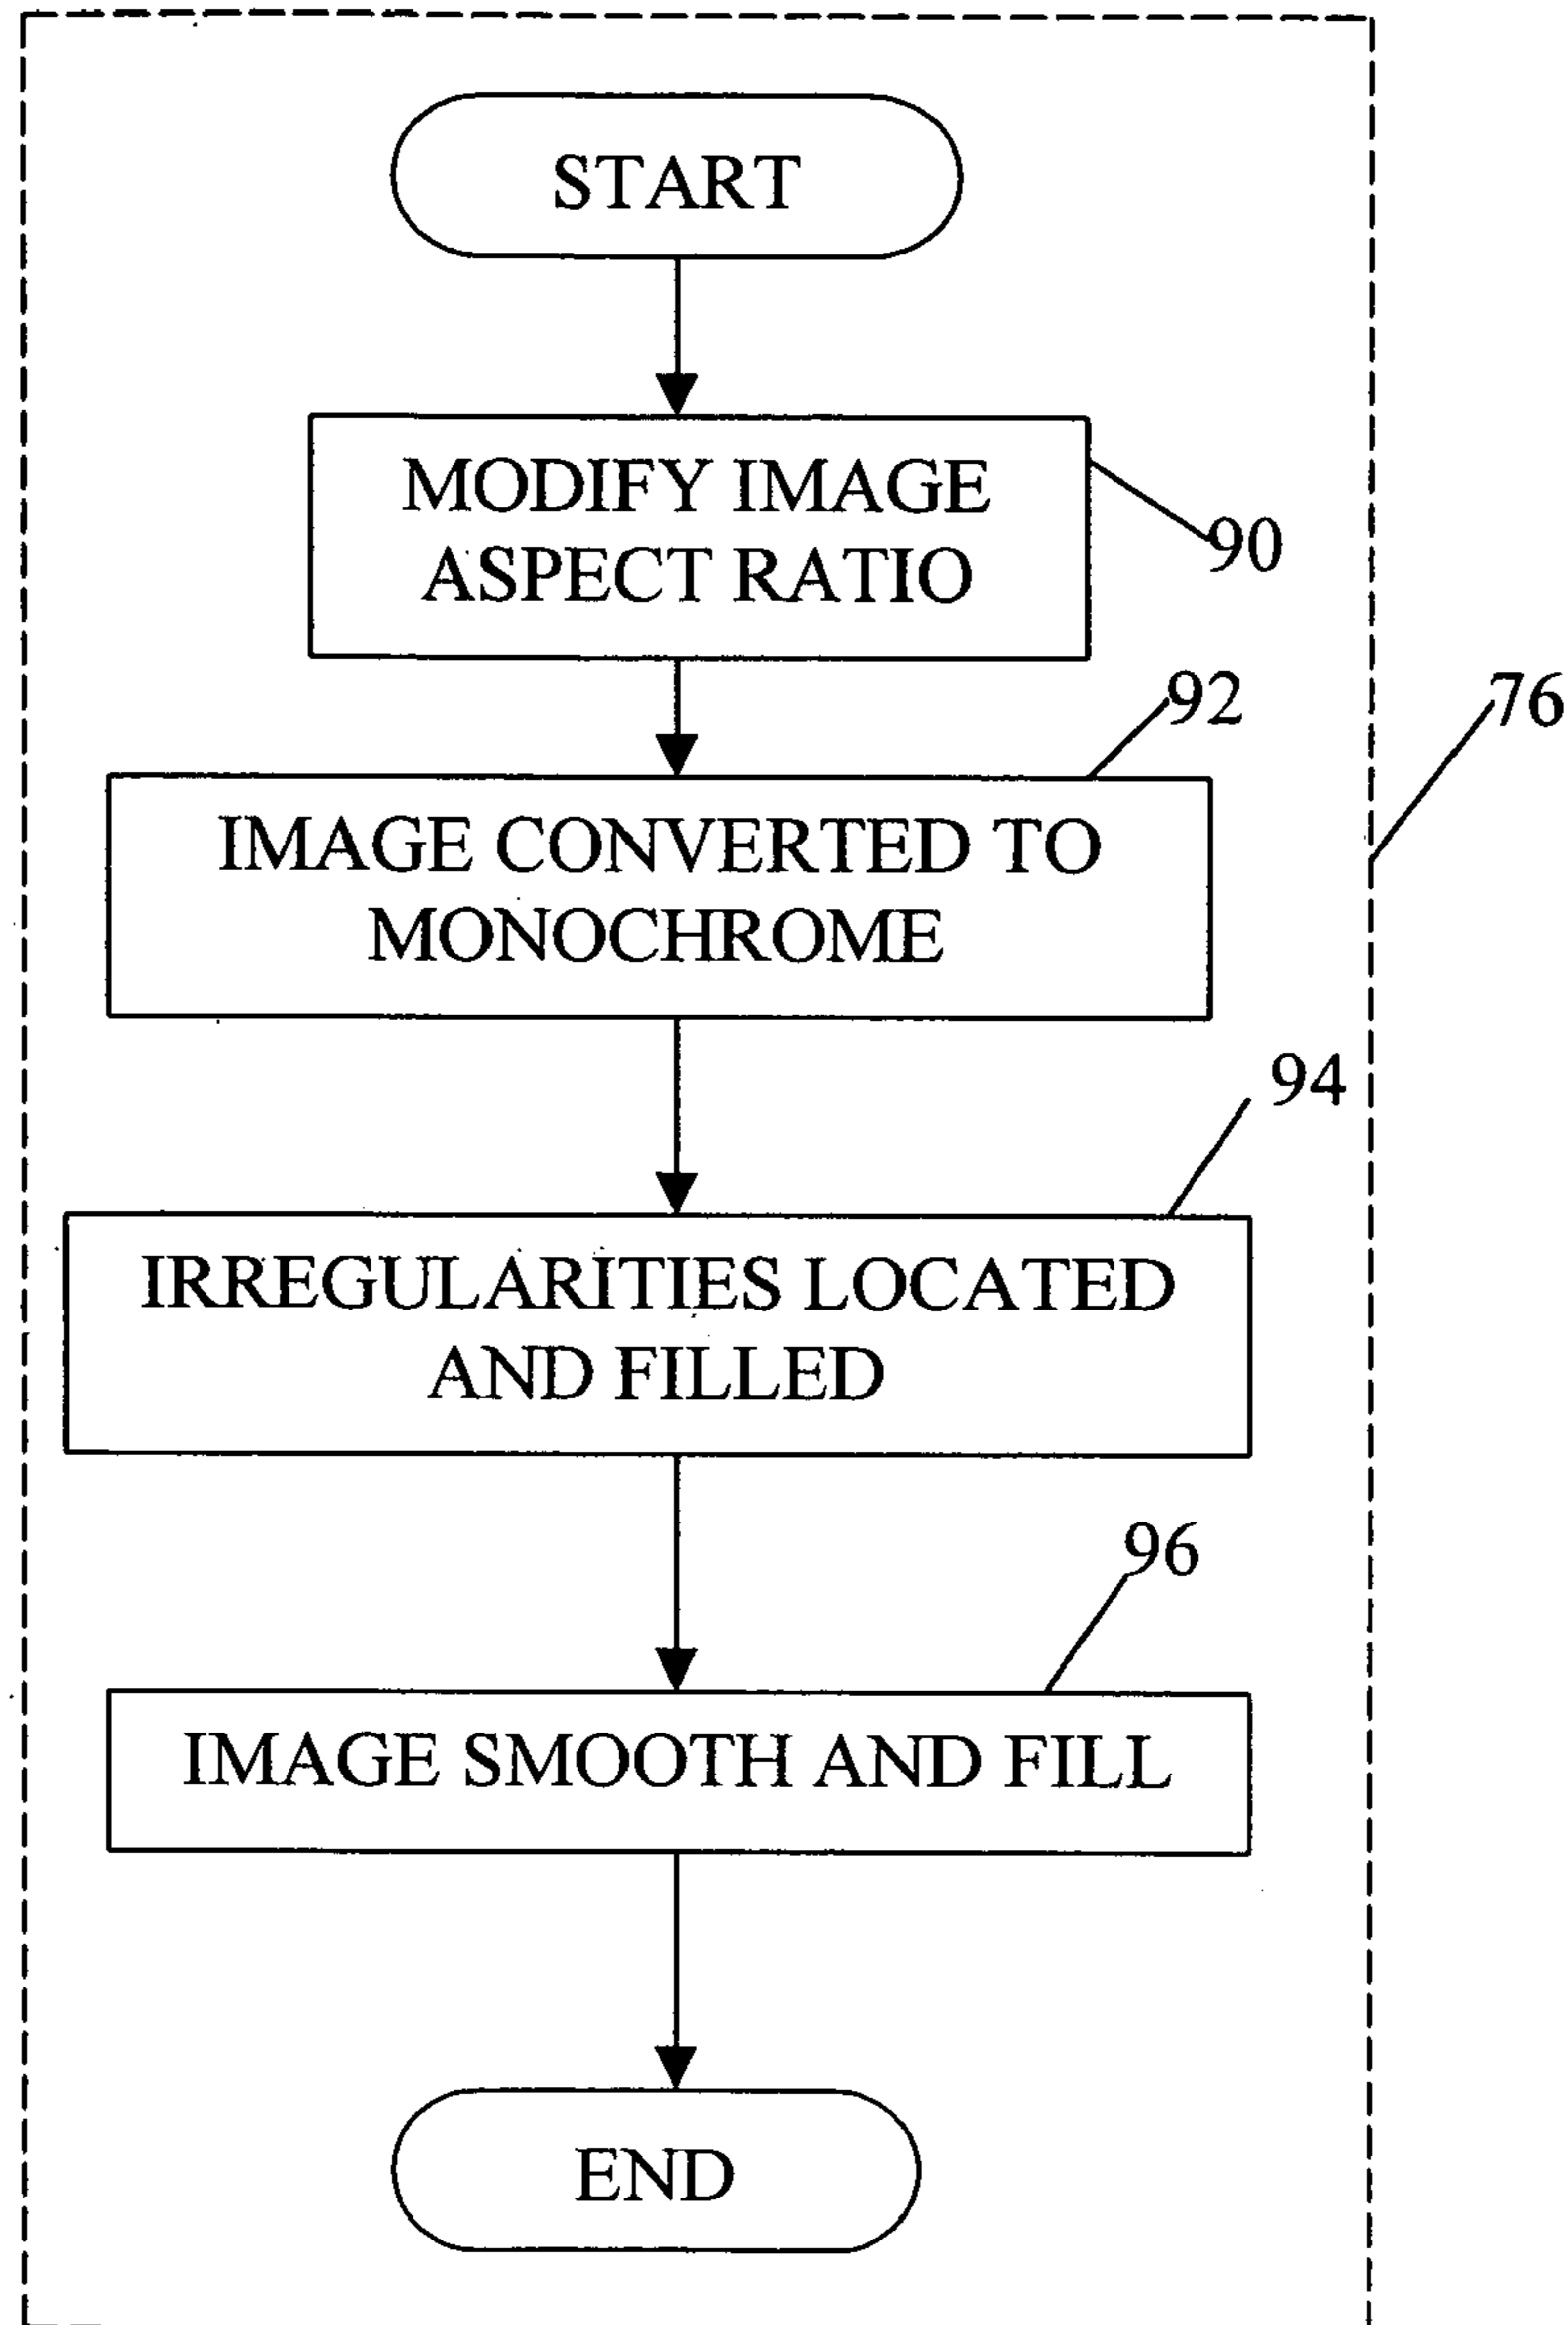 START
MODIFY IMAGE
ASPECT RATIO
90
92
76
IMAGE CONVERTED TO
MONOCHROME
94
IRREGULARITIES LOCATED
AND FILLED
96
IMAGE SMOOTH AND FILL
END